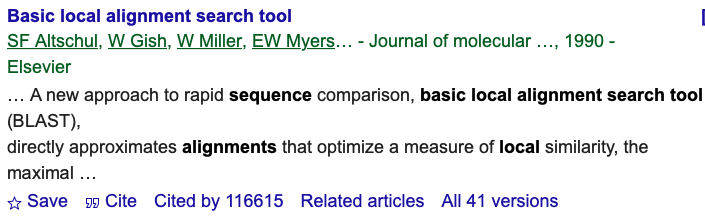 Basic local alignment search tool
SF Altschul, W Gish, W Miller, EW Myers… - Journal of molecular …, 1990 -
Elsevier
… A new approach to rapid sequence comparison, basic local alignment search tool
(BLAST),
directly approximates alignments that optimize a measure of local similarity, the
maximal …
Save Cite Cited by 116615 Related articles All 41 versions